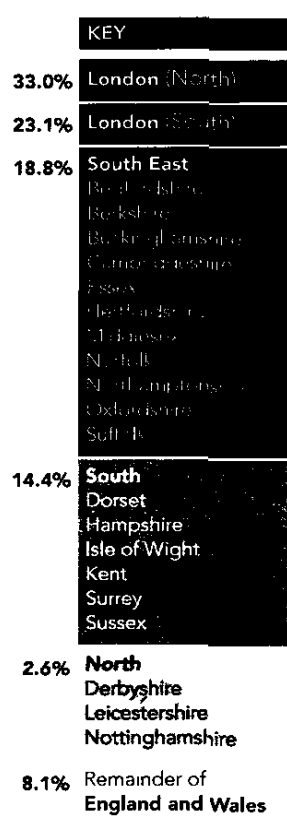 KEY
33.0% London (North)
23.1% London (South)
18.8% South East
Bedfordshire
Berkshire
Buckinghamshire
Cambridgeshire
Essex
Hertfordshire
Middlesex
Norfolk
Northamptonshire
Oxfordshire
Suffolk
14.4% South
Dorset
Hampshire
Isle of Wight
Kent
Surrey
Sussex
2.6% North
Derbyshire
Leicestershire
Nottinghamshire
8.1% Remainder of
England and Wales